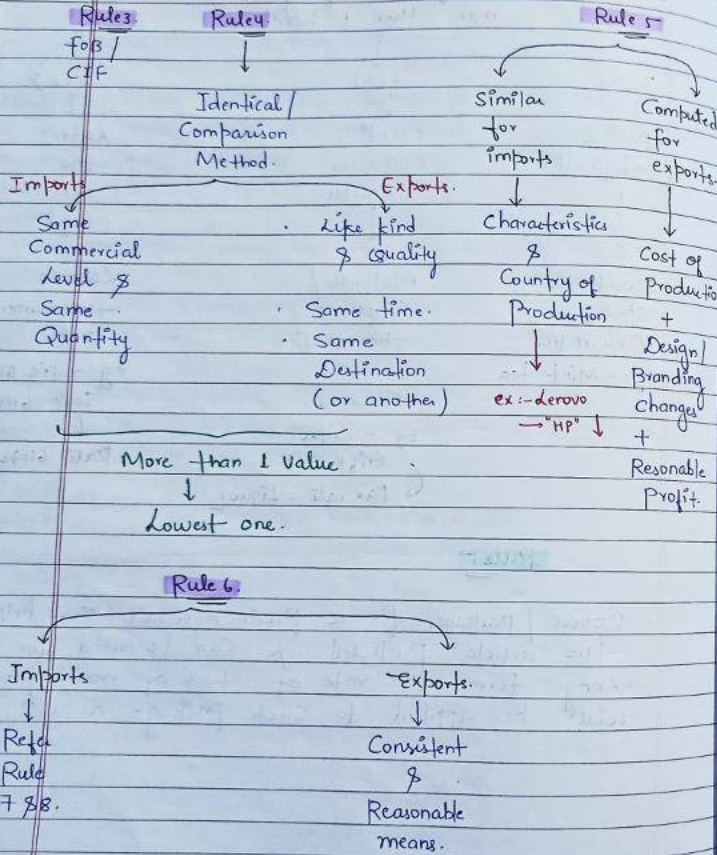 Rule3
FOB/
CIF
Rule4
Identical/
Comparison
Method.
Imports
Same
Commercial
Level &
Same
Quantity
Exports.
· Like kind
& Quality
· Same time.
· Same
Destination
(or another)
More than 1 value
Lowest one.
Rule 5
Similar
for
imports
Characteristics
&
Country of
Production
ex:- Lenovo
→ "HP" ↓
Computed
for
exports.
Cost of
Productio
+
Design/
Branding
Changes
+
Resonable
Profit.
Rule 6.
Imports
Refer
Rule
7 & 8.
Exports.
Consistent
&
Reasonable
means.